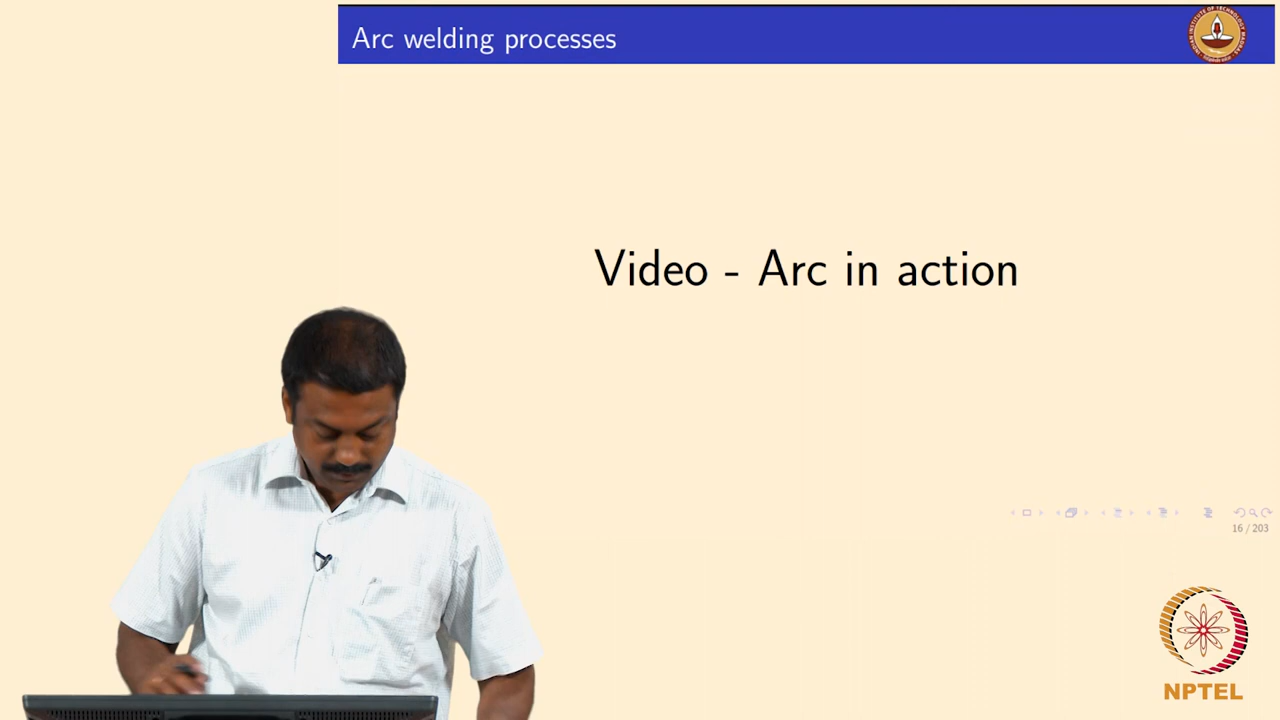 Arc welding processes
Video - Arc in action
16 / 203
NPTEL